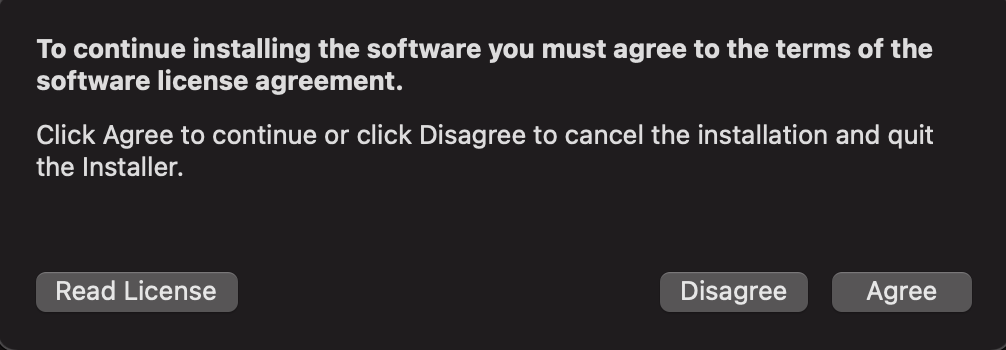 To continue installing the software you must agree to the terms of the
software license agreement.
Click Agree to continue or click Disagree to cancel the installation and quit
the Installer.
Read License
Disagree
Agree